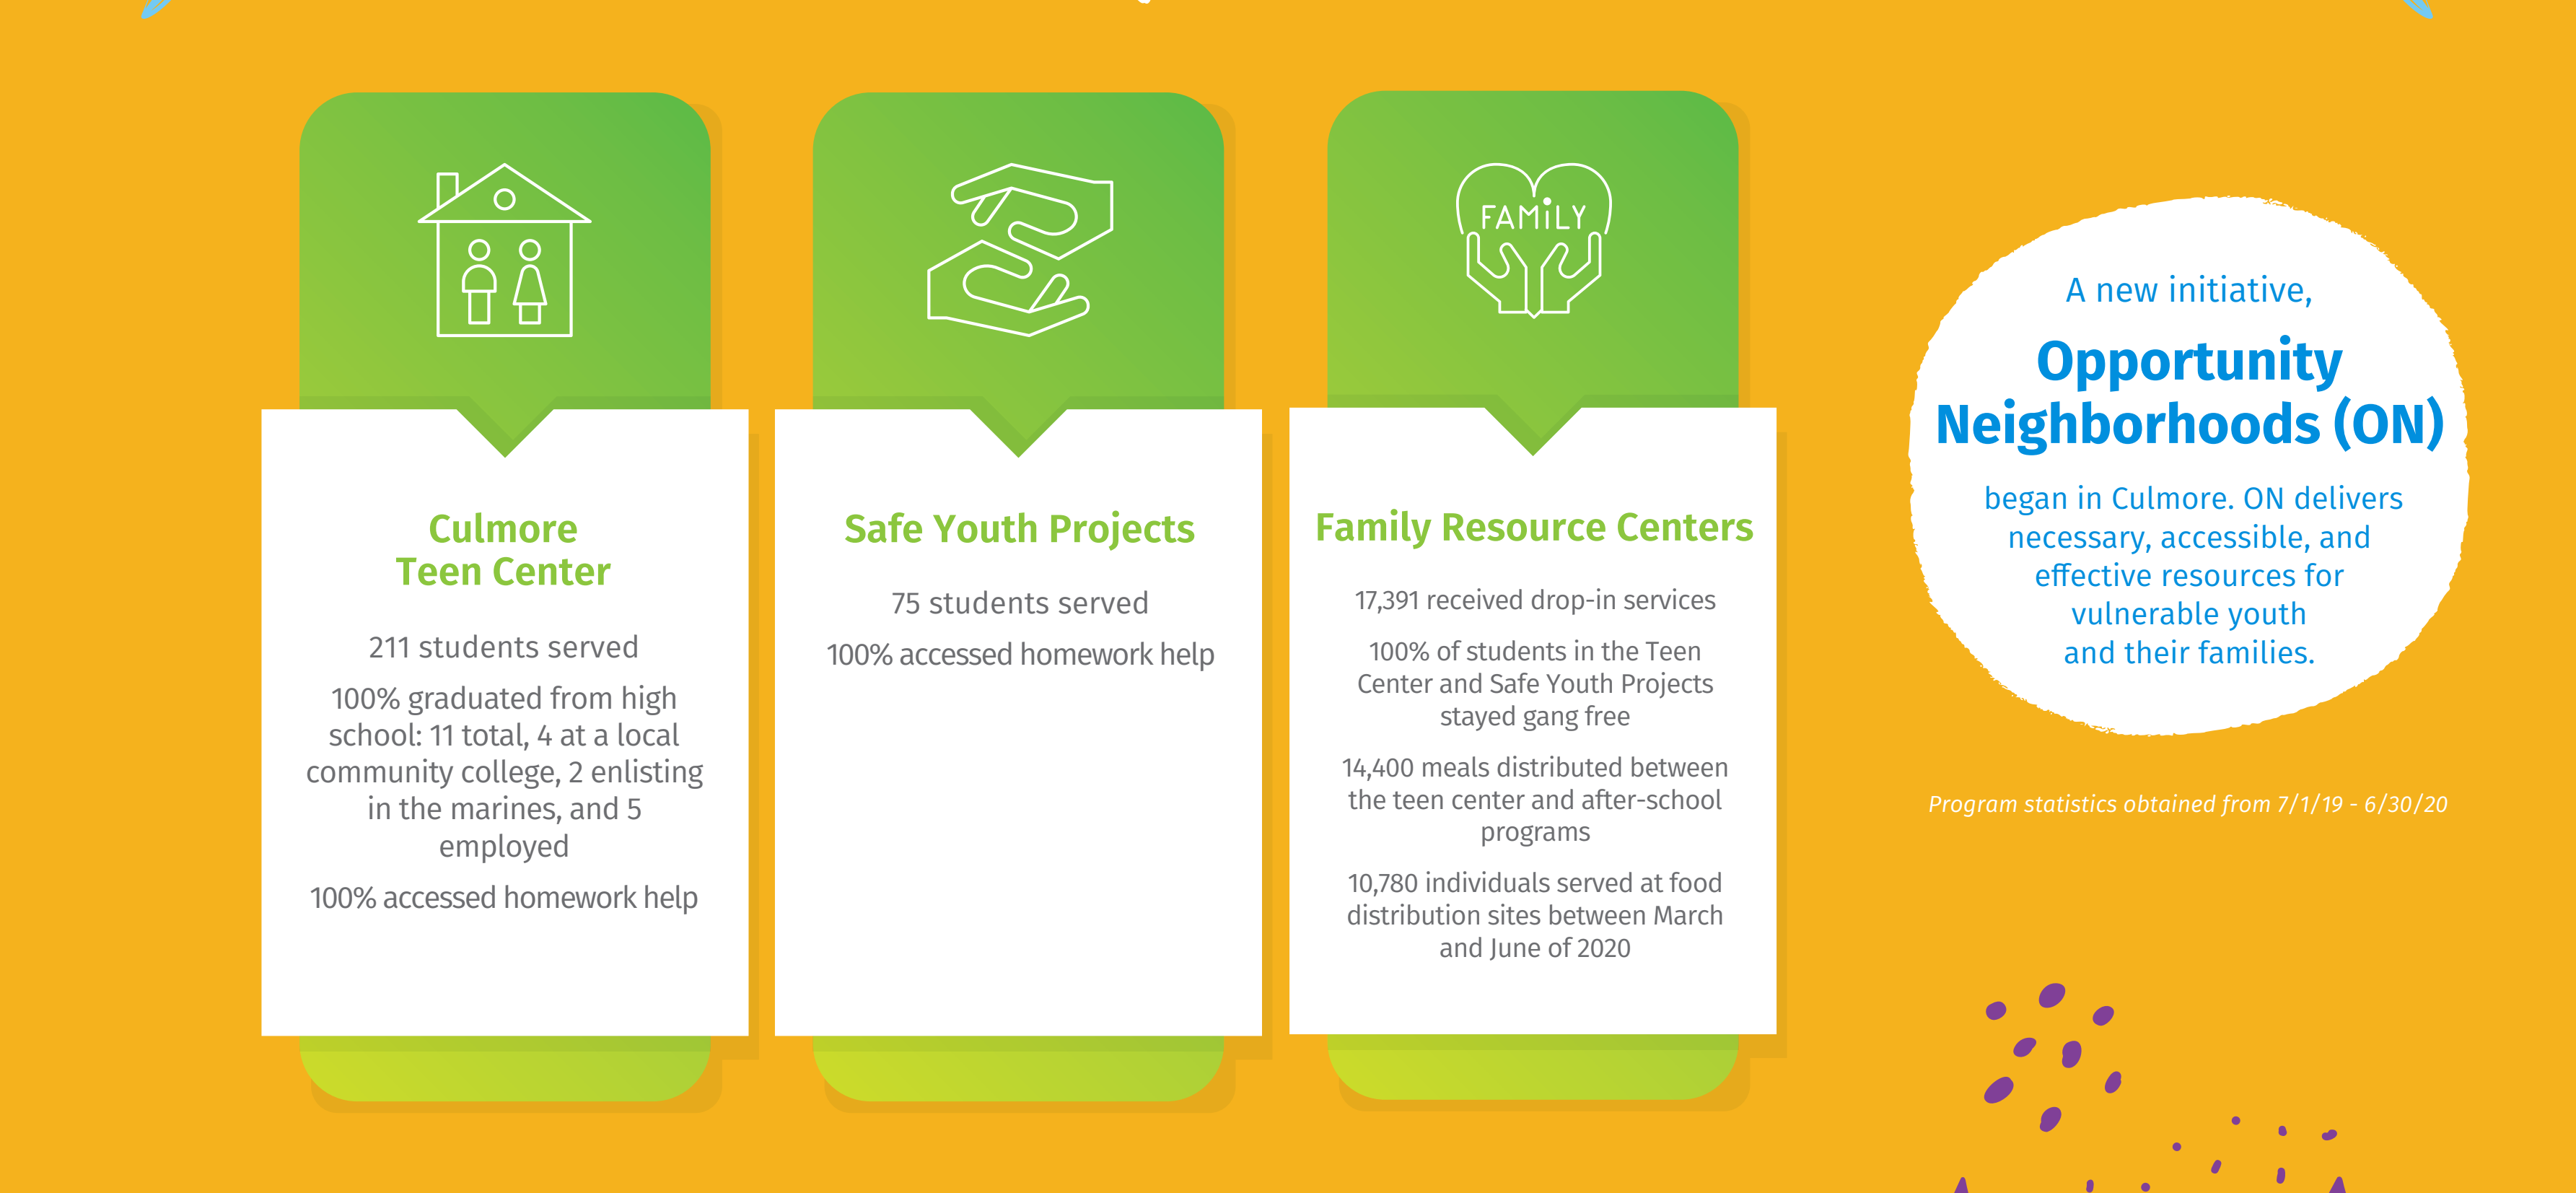 Culmore
Teen Center
211 students served
100% graduated from high
school: 11 total, 4 at a local
community college, 2 enlisting
in the marines, and 5
employed
100% accessed homework help
Safe Youth Projects
75 students served
100% accessed homework help
FAMiLY
Family Resource Centers
17,391 received drop-in services
100% of students in the Teen
Center and Safe Youth Projects
stayed gang free
14,400 meals distributed between
the teen center and after-school
programs
10,780 individuals served at food
distribution sites between March
and June of 2020
A new initiative,
Opportunity
Neighborhoods (ON)
began in Culmore. ON delivers
necessary, accessible, and
effective resources for
vulnerable youth
and their families.
Program statistics obtained from 7/1/19 - 6/30/20